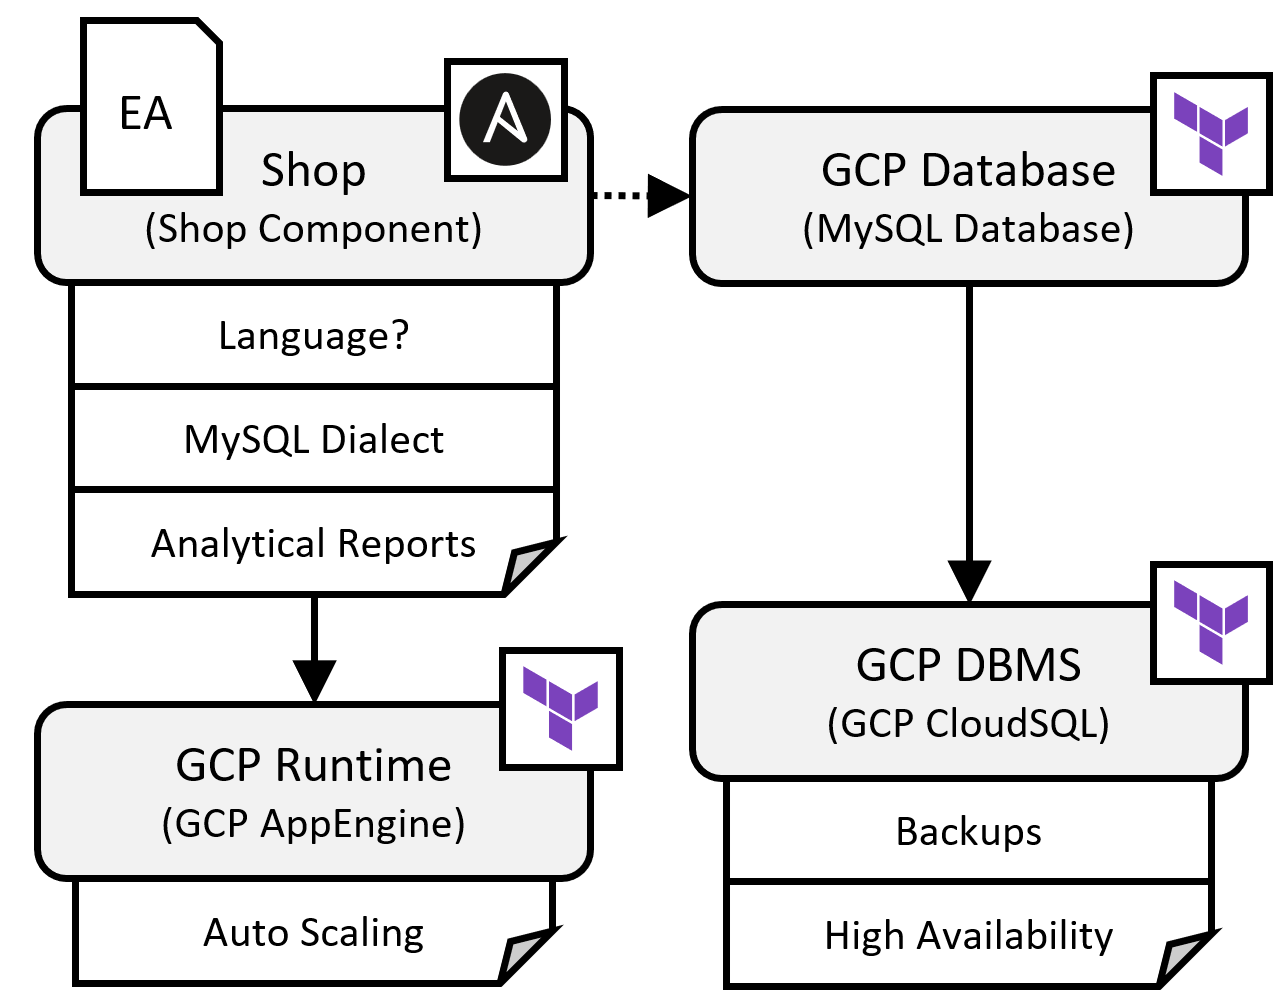 EA
Shop
(Shop Component)
Language?
MySQL Dialect
Analytical Reports
GCP Database
(MySQL Database)
GCP Runtime
(GCP AppEngine)
Auto Scaling
GCP DBMS
(GCP CloudSQL)
Backups
High Availability